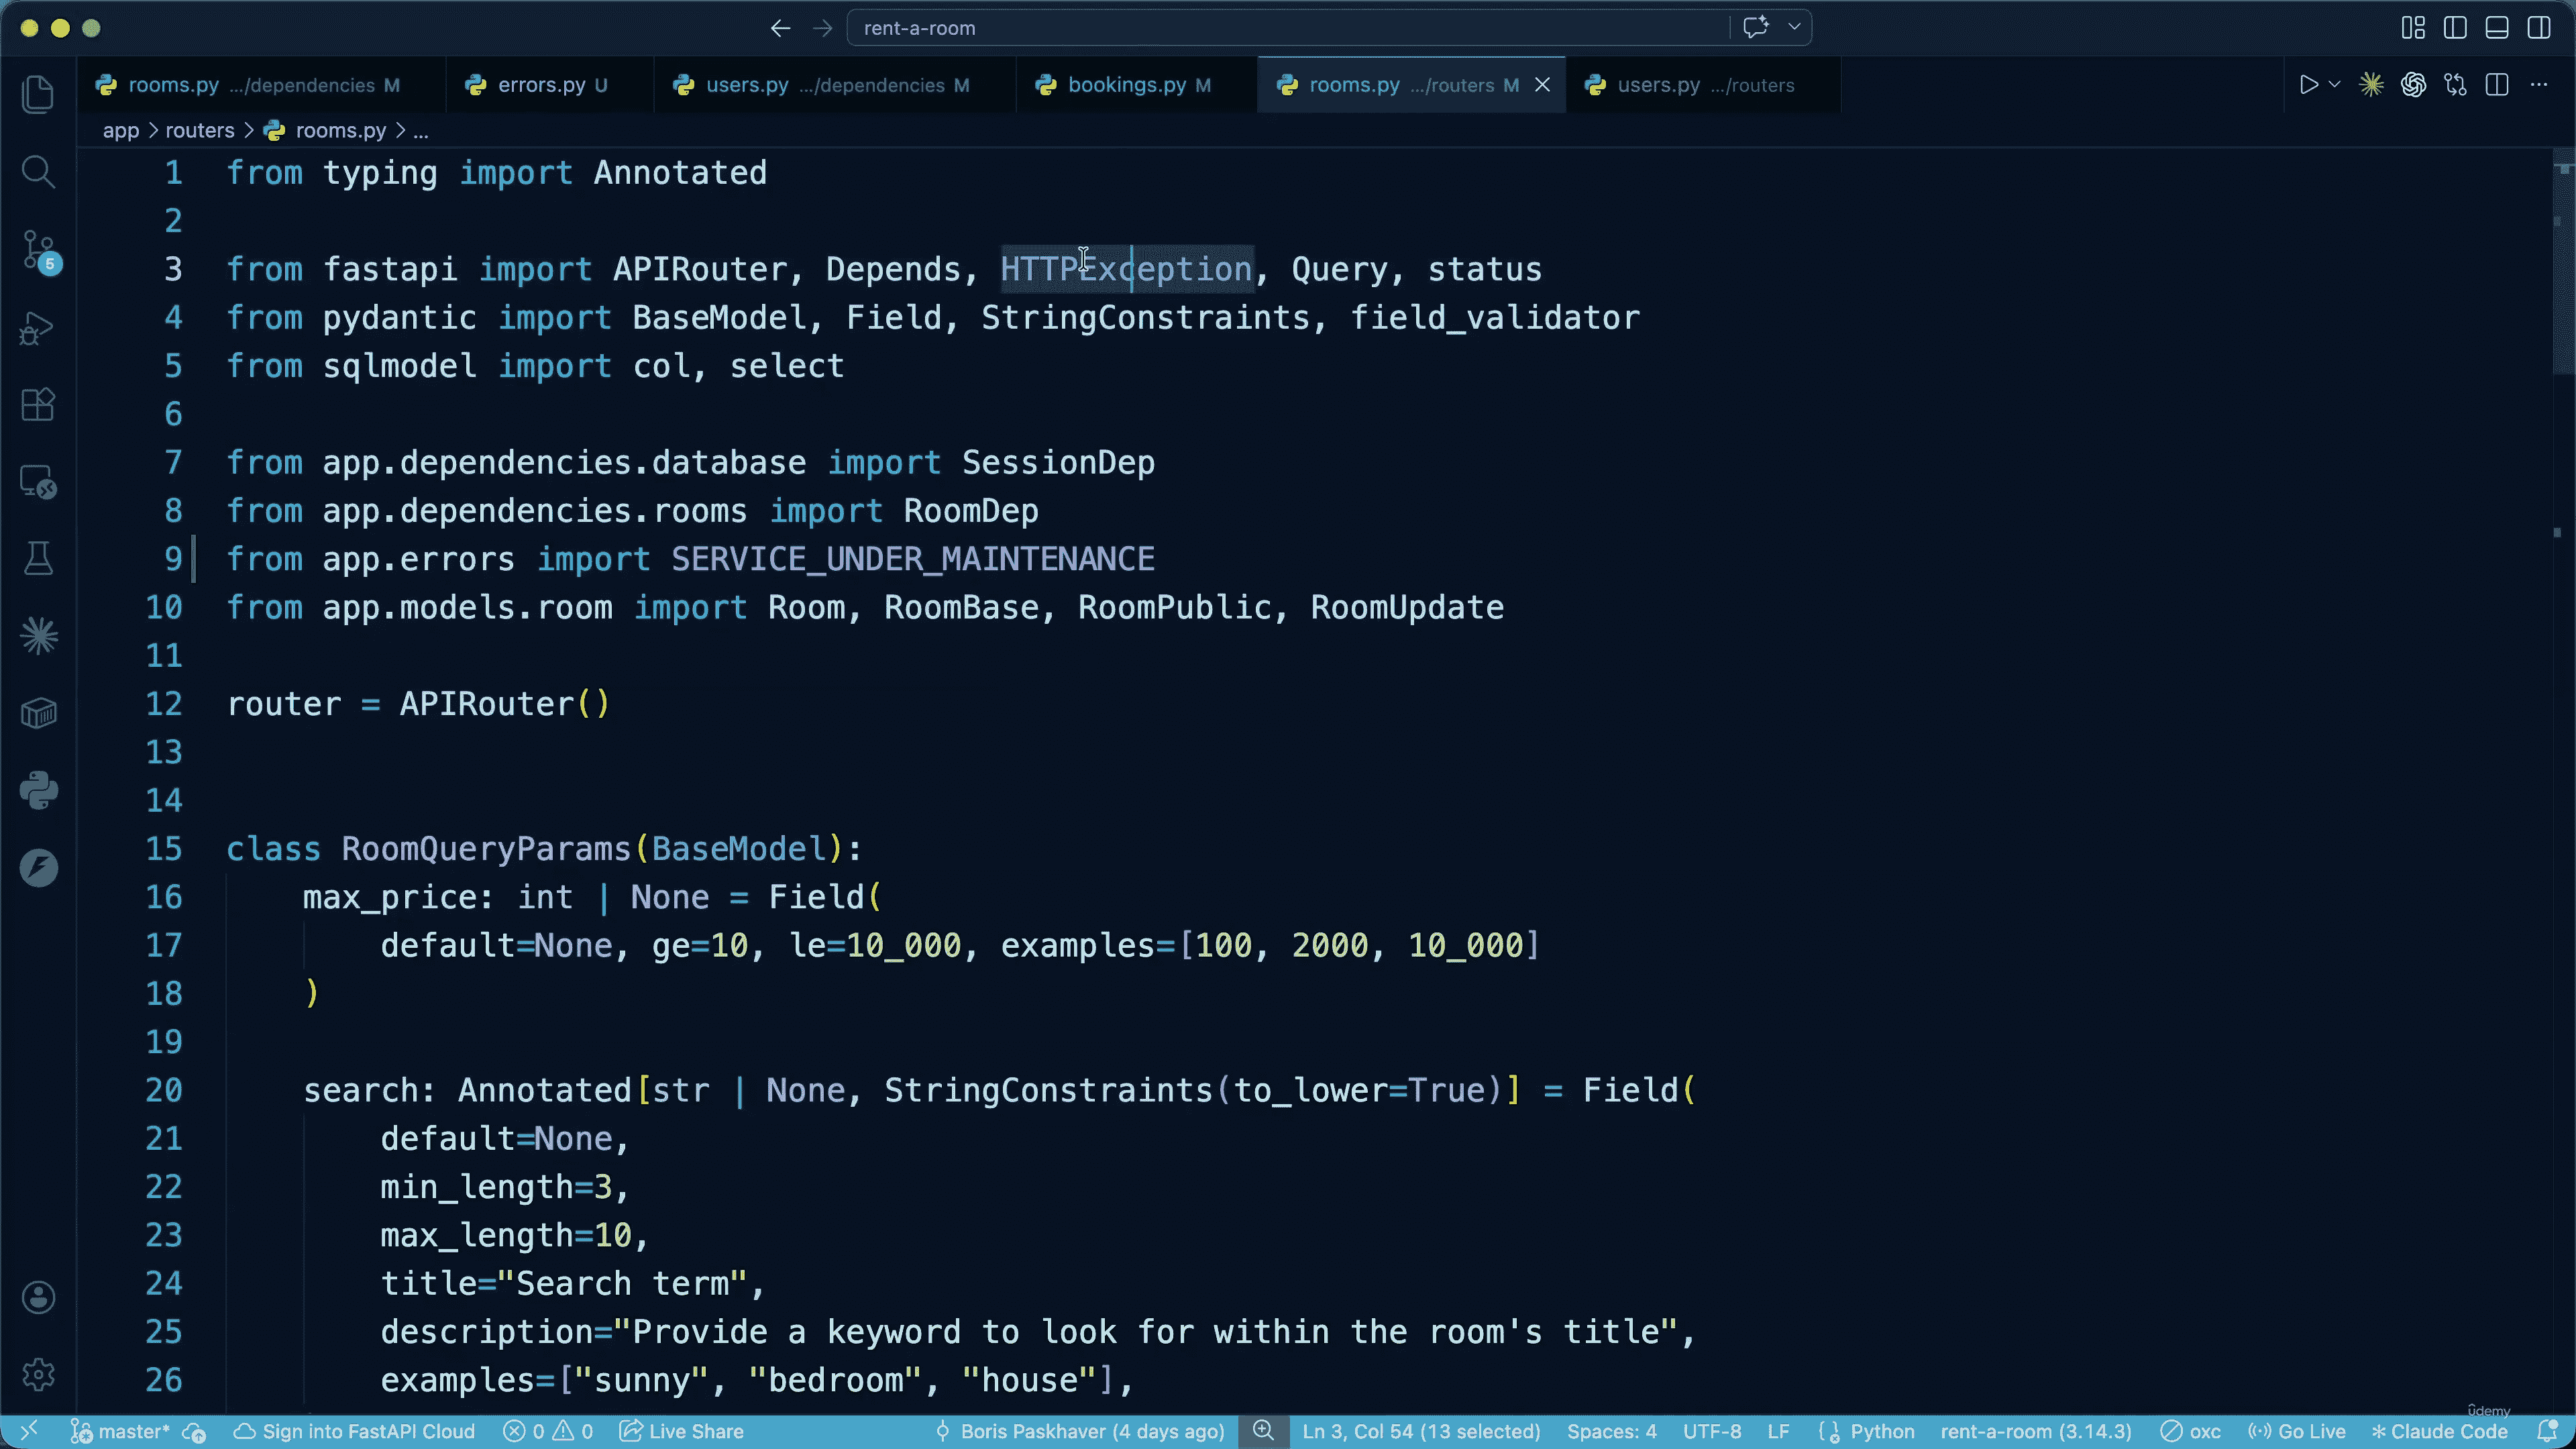 rent-a-room
rooms.py .../dependencies M
errors.py U
users.py .../dependencies M
bookings.py M
rooms.py .../routers M
users.py .../routers
app > routers > rooms.py > ...
1 from typing import Annotated
2
3 from fastapi import APIRouter, Depends, HTTPException, Query, status
4 from pydantic import BaseModel, Field, StringConstraints, field_validator
5 from sqlmodel import col, select
6
7 from app.dependencies.database import SessionDep
8 from app.dependencies.rooms import RoomDep
9 from app.errors import SERVICE_UNDER_MAINTENANCE
10 from app.models.room import Room, RoomBase, RoomPublic, RoomUpdate
11
12 router = APIRouter()
13
14
15 class RoomQueryParams(BaseModel):
16 max_price: int | None = Field(
17 default=None, ge=10, le=10_000, examples=[100, 2000, 10_000]
18 )
19
20 search: Annotated[str | None, StringConstraints(to_lower=True)] = Field(
21 default=None,
22 min_length=3,
23 max_length=10,
24 title="Search term",
25 description="Provide a keyword to look for within the room's title",
26 examples=["sunny", "bedroom", "house"],
5
udemy
master* Sign into FastAPI Cloud 0 0 Live Share Boris Paskhaver (4 days ago) Ln 3, Col 54 (13 selected) Spaces: 4 UTF-8 LF Python rent-a-room (3.14.3) oxc Go Live Claude Code